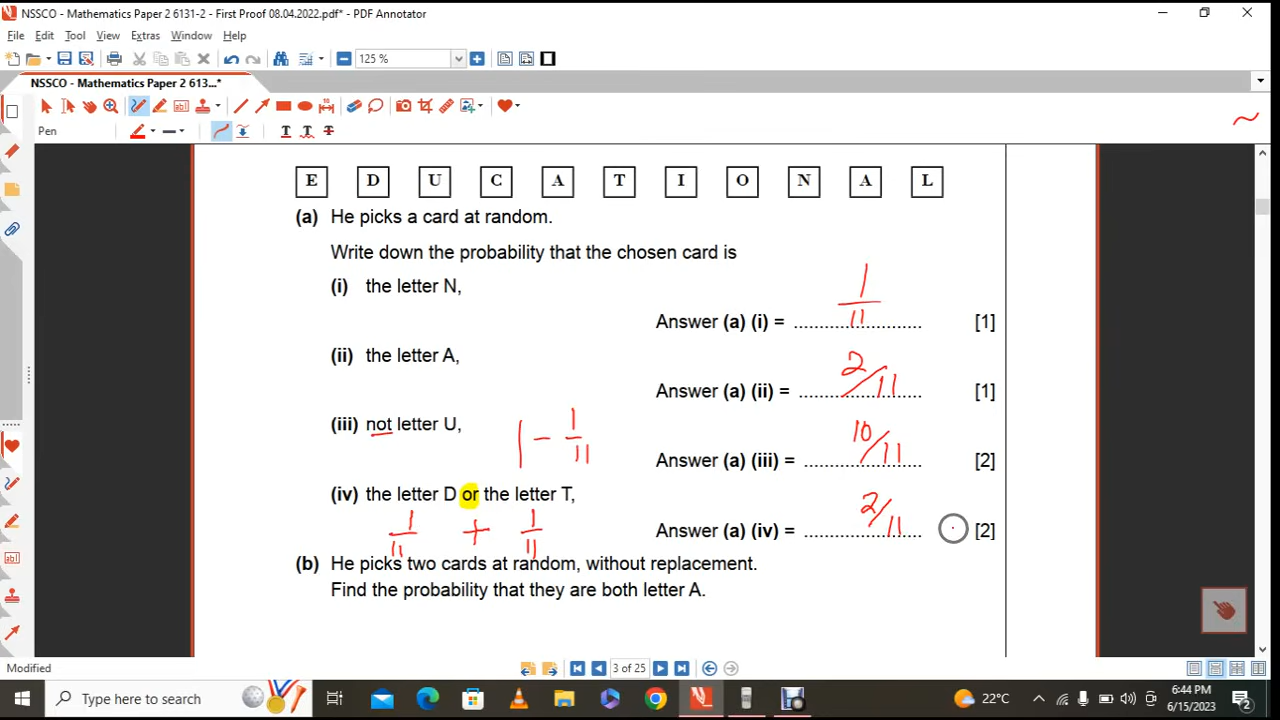 NSSCO - Mathematics Paper 2 6131-2 - First Proof 08.04.2022.pdf* - PDF Annotator
File Edit Tool View Extras Window Help
125 %
NSSCO - Mathematics Paper 2 613...*
Pen
T T T
E D U C A T I O N A L
(a) He picks a card at random.
Write down the probability that the chosen card is
(i) the letter N,
Answer (a) (i) = 1/11 [1]
(ii) the letter A,
Answer (a) (ii) = 2/11 [1]
(iii) not letter U, 1 - 1/11
Answer (a) (iii) = 10/11 [2]
(iv) the letter D or the letter T,
1/11 + 1/11
Answer (a) (iv) = 2/11 [2]
(b) He picks two cards at random, without replacement.
Find the probability that they are both letter A.
Modified
3 of 25
Type here to search
22°C
6:44 PM
6/15/2023
2